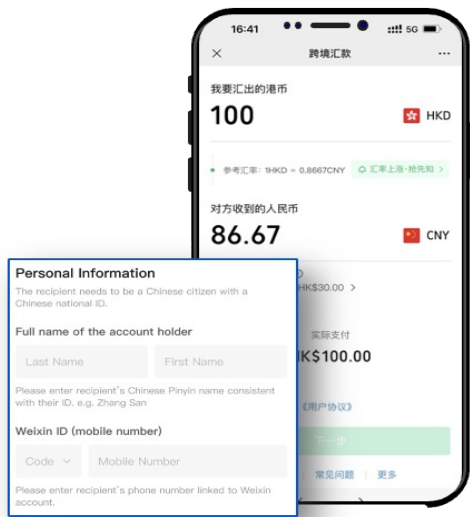 16:41
5G
跨境汇款
我要汇出的港币
100
HKD
参考汇率: 1HKD = 0.8667CNY
汇率上涨·抢先知 >
对方收到的人民币
86.67
CNY
HK$30.00 >
实际支付
K$100.00
《用户协议》
下一步
常见问题
更多
Personal Information
The recipient needs to be a Chinese citizen with a
Chinese national ID.
Full name of the account holder
Last Name
First Name
Please enter recipient's Chinese Pinyin name consistent
with their ID. e.g. Zhang San
Weixin ID (mobile number)
Code
Mobile Number
Please enter recipient's phone number linked to Weixin
account.